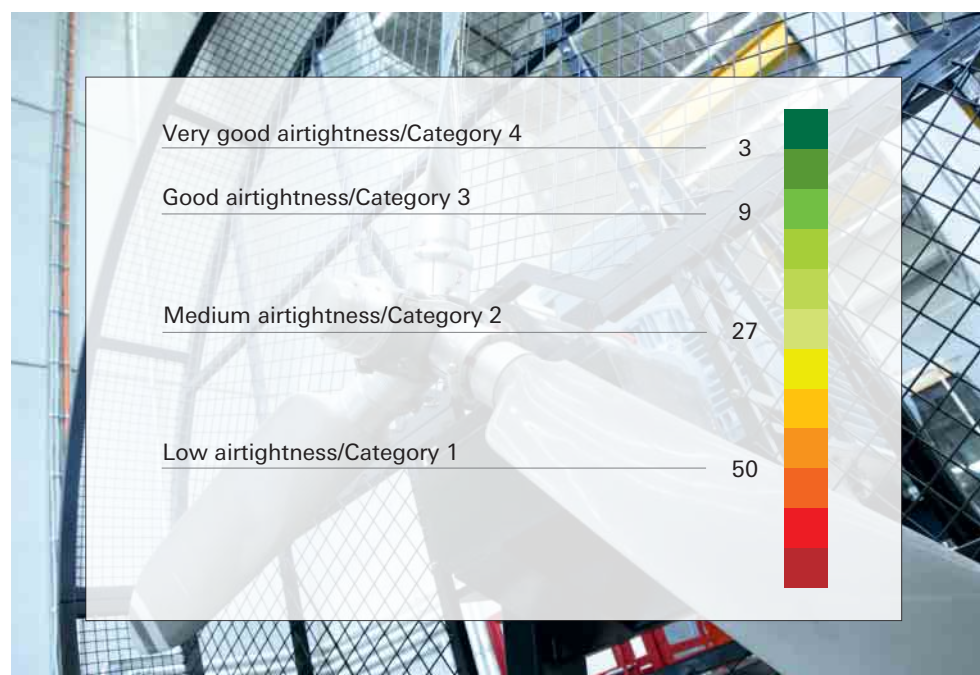 Very good airtightness/Category 4
3
Good airtightness/Category 3
9
Medium airtightness/Category 2
27
Low airtightness/Category 1
50